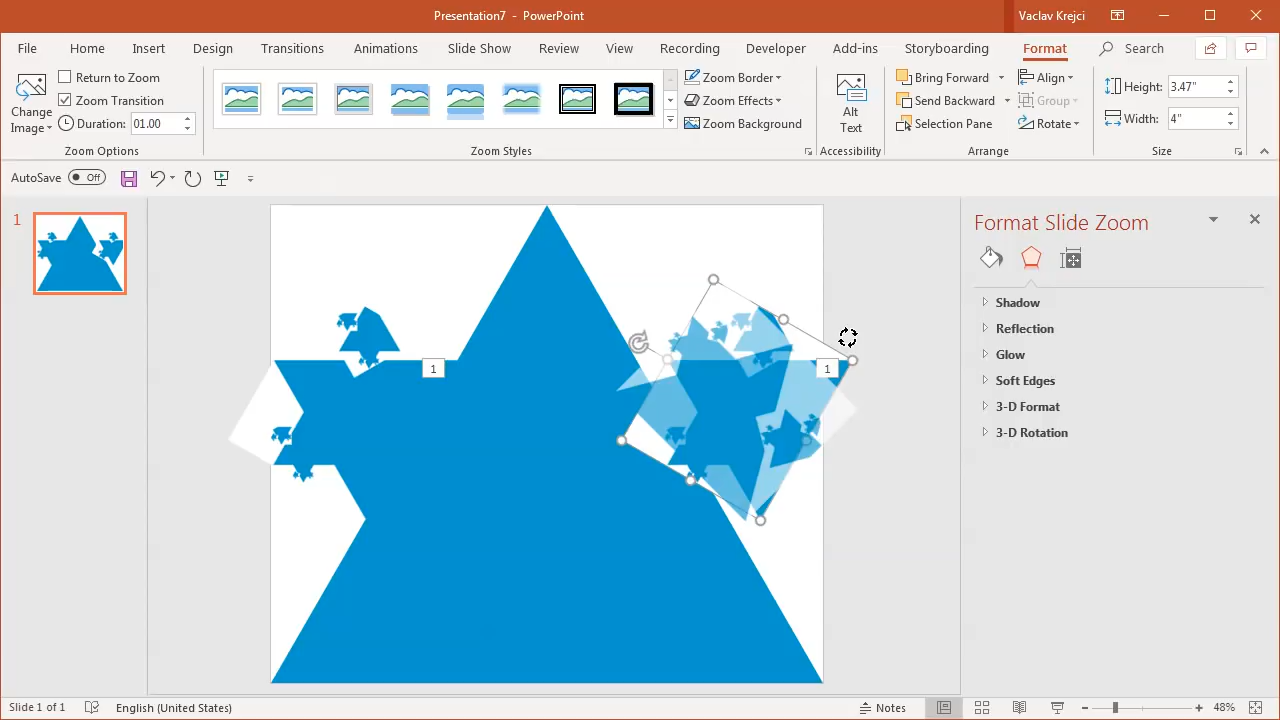 Presentation7 - PowerPoint
Vaclav Krejci
File Home Insert Design Transitions Animations Slide Show Review View Recording Developer Add-ins Storyboarding Format Search
Change Image
Return to Zoom
Zoom Transition
Duration: 01.00
Zoom Options
Zoom Styles
Zoom Border
Zoom Effects
Zoom Background
Alt Text
Accessibility
Bring Forward
Send Backward
Selection Pane
Align
Group
Rotate
Arrange
Height: 3.47"
Width: 4"
Size
AutoSave Off
1
1
1
Format Slide Zoom
Shadow
Reflection
Glow
Soft Edges
3-D Format
3-D Rotation
Slide 1 of 1
English (United States)
Notes
48%